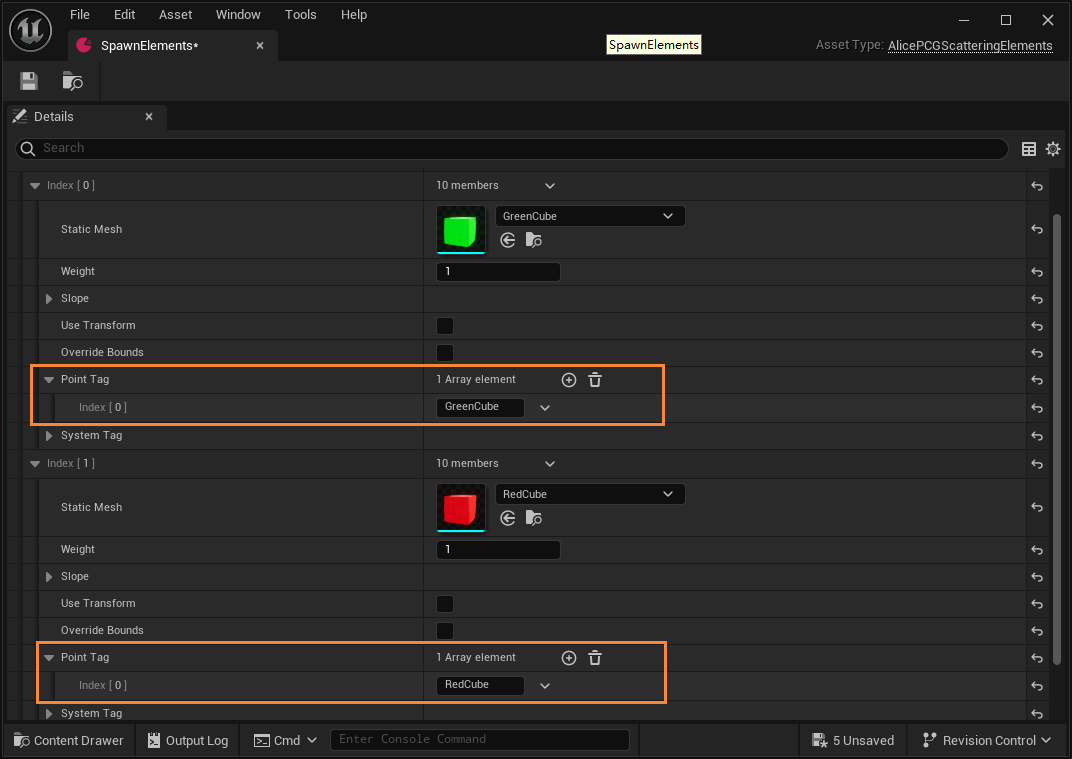 File Edit Asset Window Tools Help
SpawnElements*
SpawnElements
Asset Type: AlicePCGScatteringElements
Details
Search
Index [ 0 ] 10 members
Static Mesh GreenCube
Weight 1
Slope
Use Transform
Override Bounds
Point Tag 1 Array element
Index [ 0 ] GreenCube
System Tag
Index [ 1 ] 10 members
Static Mesh RedCube
Weight 1
Slope
Use Transform
Override Bounds
Point Tag 1 Array element
Index [ 0 ] RedCube
System Tag
Content Drawer Output Log Cmd Enter Console Command 5 Unsaved Revision Control